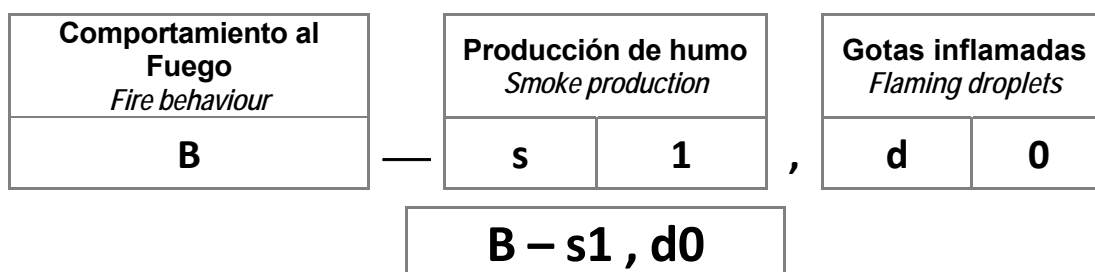 Comportamiento al
Fuego
Fire behaviour
Producción de humo
Smoke production
Gotas inflamadas
Flaming droplets
B — s 1 , d 0
B – s1 , d0